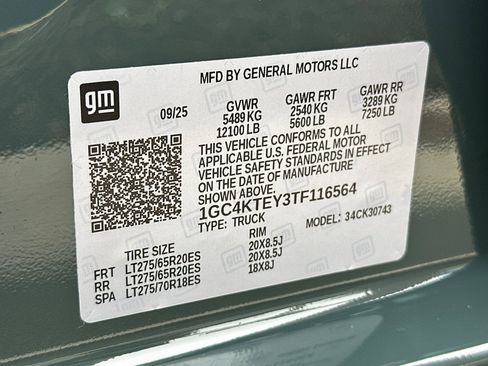 MFD BY GENERAL MOTORS LLC
gm
09/25 GVWR GAWR FRT GAWR RR
5489 KG 2540 KG 3289 KG
12100 LB 5600 LB 7250 LB
THIS VEHICLE CONFORMS TO ALL
APPLICABLE U.S. FEDERAL MOTOR
VEHICLE SAFETY STANDARDS IN EFFECT
ON THE DATE OF MANUFACTURE
SHOWN ABOVE.
1GC4KTEY3TF116564
TYPE: TRUCK MODEL: 34CK30743
TIRE SIZE RIM
FRT LT275/65R20ES 20X8.5J
RR LT275/65R20ES 20X8.5J
SPA LT275/70R18ES 18X8J